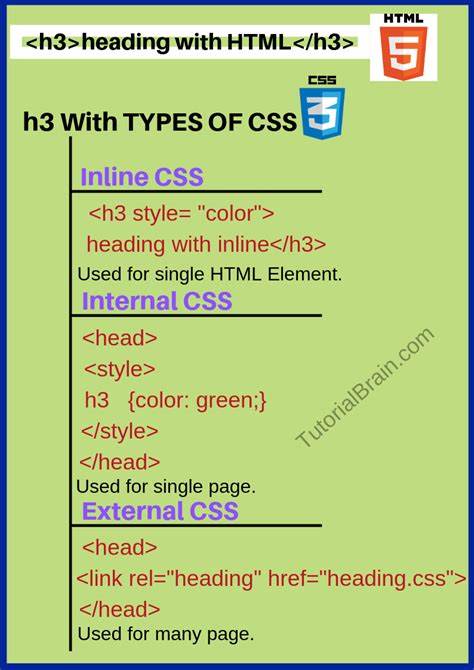 HTML
5
<h3>heading with HTML</h3>
CSS
3
h3 With TYPES OF CSS
Inline CSS
<h3 style= "color">
heading with inline</h3>
Used for single HTML Element.
Internal CSS
<head>
<style>
h3 {color: green;}
</style>
</head>
TutorialBrain.com
Used for single page.
External CSS
<head>
<link rel="heading" href="heading.css">
</head>
Used for many page.